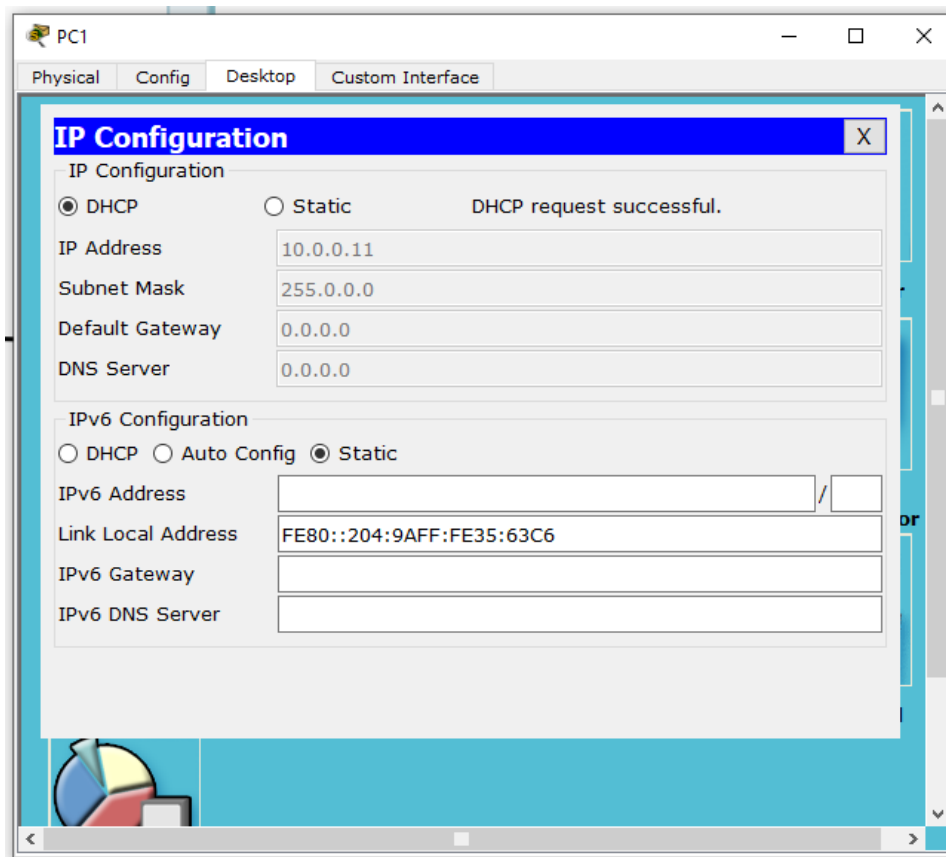 PC1
Physical Config Desktop Custom Interface
IP Configuration X
IP Configuration
DHCP Static DHCP request successful.
IP Address 10.0.0.11
Subnet Mask 255.0.0.0
Default Gateway 0.0.0.0
DNS Server 0.0.0.0
IPv6 Configuration
DHCP Auto Config Static
IPv6 Address /
Link Local Address FE80::204:9AFF:FE35:63C6
IPv6 Gateway
IPv6 DNS Server
or